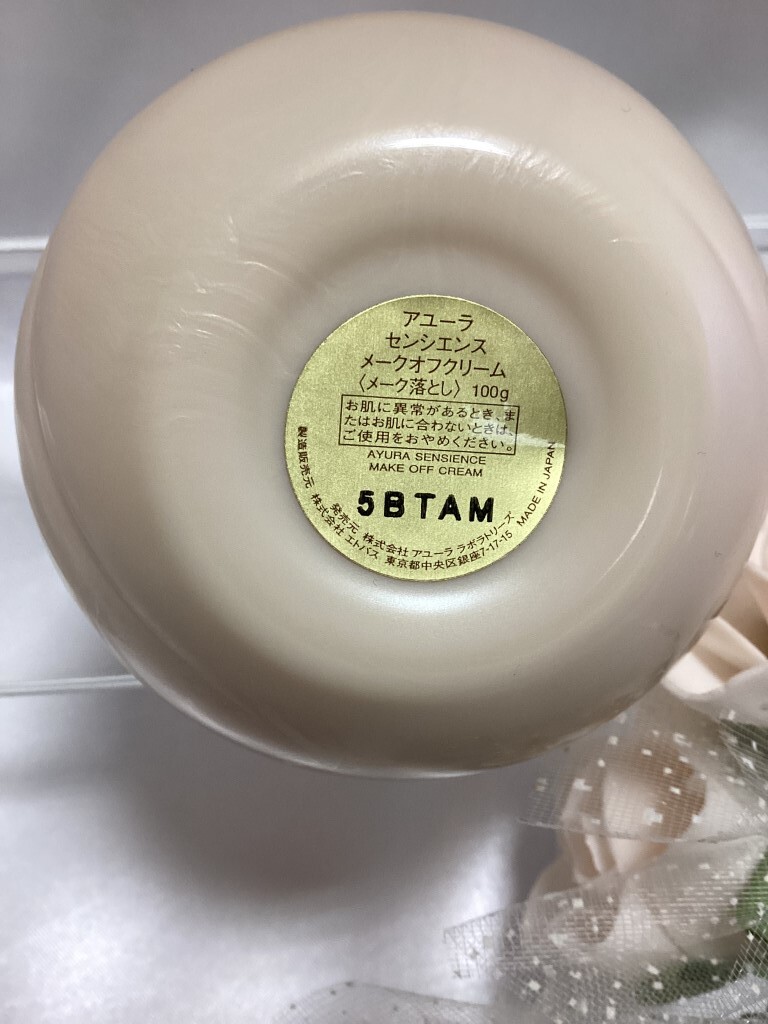 アユーラ
センシエンス
メークオフクリーム
〈メーク落とし〉 100g
お肌に異常があるとき、ま
たはお肌に合わないときは、
ご使用をおやめください。
AYURA SENSIENCE
MAKE OFF CREAM
5BTAM
発売元 株式会社 アユーラ ラボラトリーズ
製造販売元 株式会社 エトバス 東京都中央区銀座7-17-15 MADE IN JAPAN